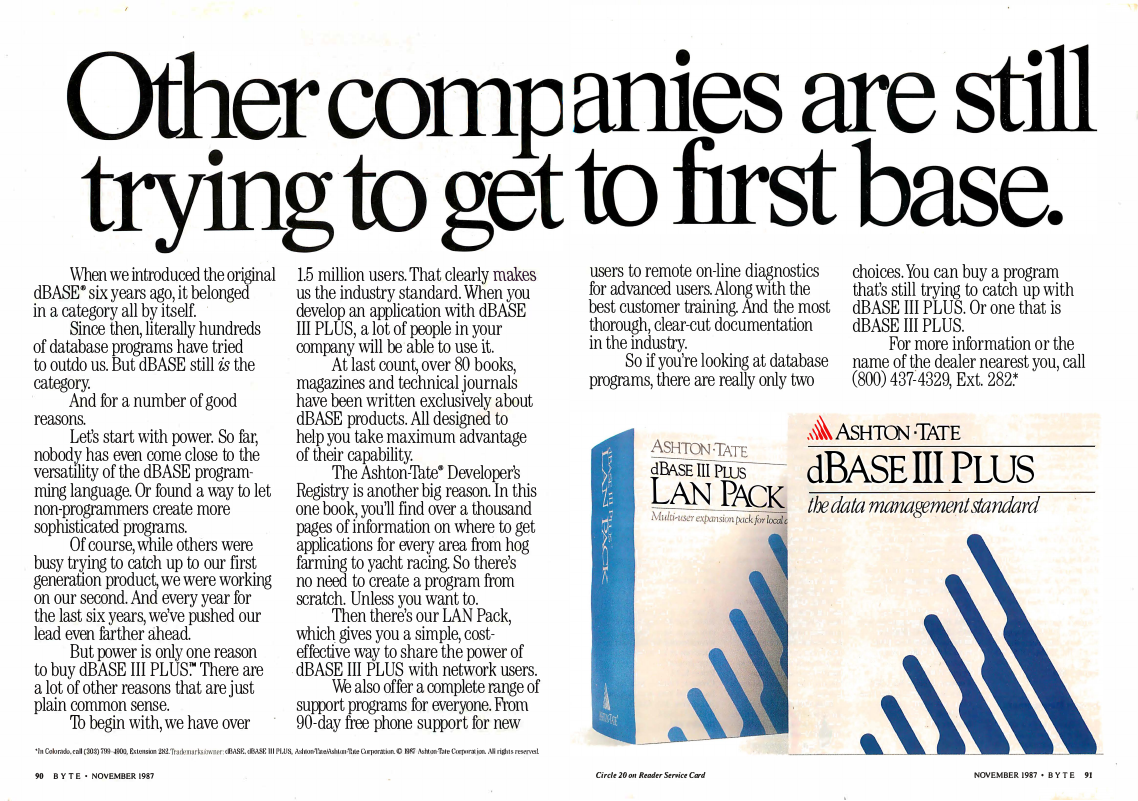 Other companies are still
trying to get to first base.
When we introduced the original
dBASE® six years ago, it belonged
in a category all by itself.
Since then, literally hundreds
of database programs have tried
to outdo us. But dBASE still is the
category.
And for a number of good
reasons.
Let's start with power. So far,
nobody has even come close to the
versatility of the dBASE program-
ming language. Or found a way to let
non-programmers create more
sophisticated programs.
Of course, while others were
busy trying to catch up to our first
generation product, we were working
on our second. And every year for
the last six years, we've pushed our
lead even farther ahead.
But power is only one reason
to buy dBASE III PLUS.™ There are
a lot of other reasons that are just
plain common sense.
To begin with, we have over
1.5 million users. That clearly makes
us the industry standard. When you
develop an application with dBASE
III PLUS, a lot of people in your
company will be able to use it.
At last count, over 80 books,
magazines and technical journals
have been written exclusively about
dBASE products. All designed to
help you take maximum advantage
of their capability.
The Ashton-Tate® Developer's
Registry is another big reason. In this
one book, you'll find over a thousand
pages of information on where to get
applications for every area from hog
farming to yacht racing. So there's
no need to create a program from
scratch. Unless you want to.
Then there's our LAN Pack,
which gives you a simple, cost-
effective way to share the power of
dBASE III PLUS with network users.
We also offer a complete range of
support programs for everyone. From
90-day free phone support for new
users to remote on-line diagnostics
for advanced users. Along with the
best customer training. And the most
thorough, clear-cut documentation
in the industry.
So if you're looking at database
programs, there are really only two
choices. You can buy a program
that's still trying to catch up with
dBASE III PLUS. Or one that is
dBASE III PLUS.
For more information or the
name of the dealer nearest you, call
(800) 437-4329, Ext. 282.*
ASHTON·TATE
dBASE III PLUS
LAN PACK
Multi-user expansion pack for local
dBASE III PLUS
LAN PACK
ASHTON·TATE
ASHTON·TATE
dBASE III PLUS
the data management standard
*In Colorado, call (303) 799-4900, Extension 282. Trademarks/owner: dBASE, dBASE III PLUS, Ashton-Tate/Ashton-Tate Corporation. © 1987 Ashton-Tate Corporation. All rights reserved.
90 BYTE • NOVEMBER 1987
Circle 20 on Reader Service Card
NOVEMBER 1987 • BYTE 91